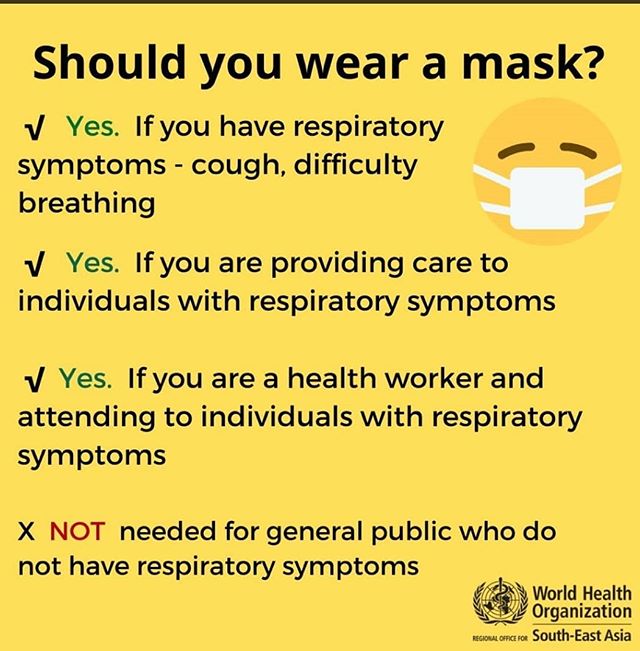 Should you wear a mask?
√ Yes. If you have respiratory
symptoms - cough, difficulty
breathing
√ Yes. If you are providing care to
individuals with respiratory symptoms
√ Yes. If you are a health worker and
attending to individuals with respiratory
symptoms
X NOT needed for general public who do
not have respiratory symptoms
World Health
Organization
REGIONAL OFFICE FOR South-East Asia